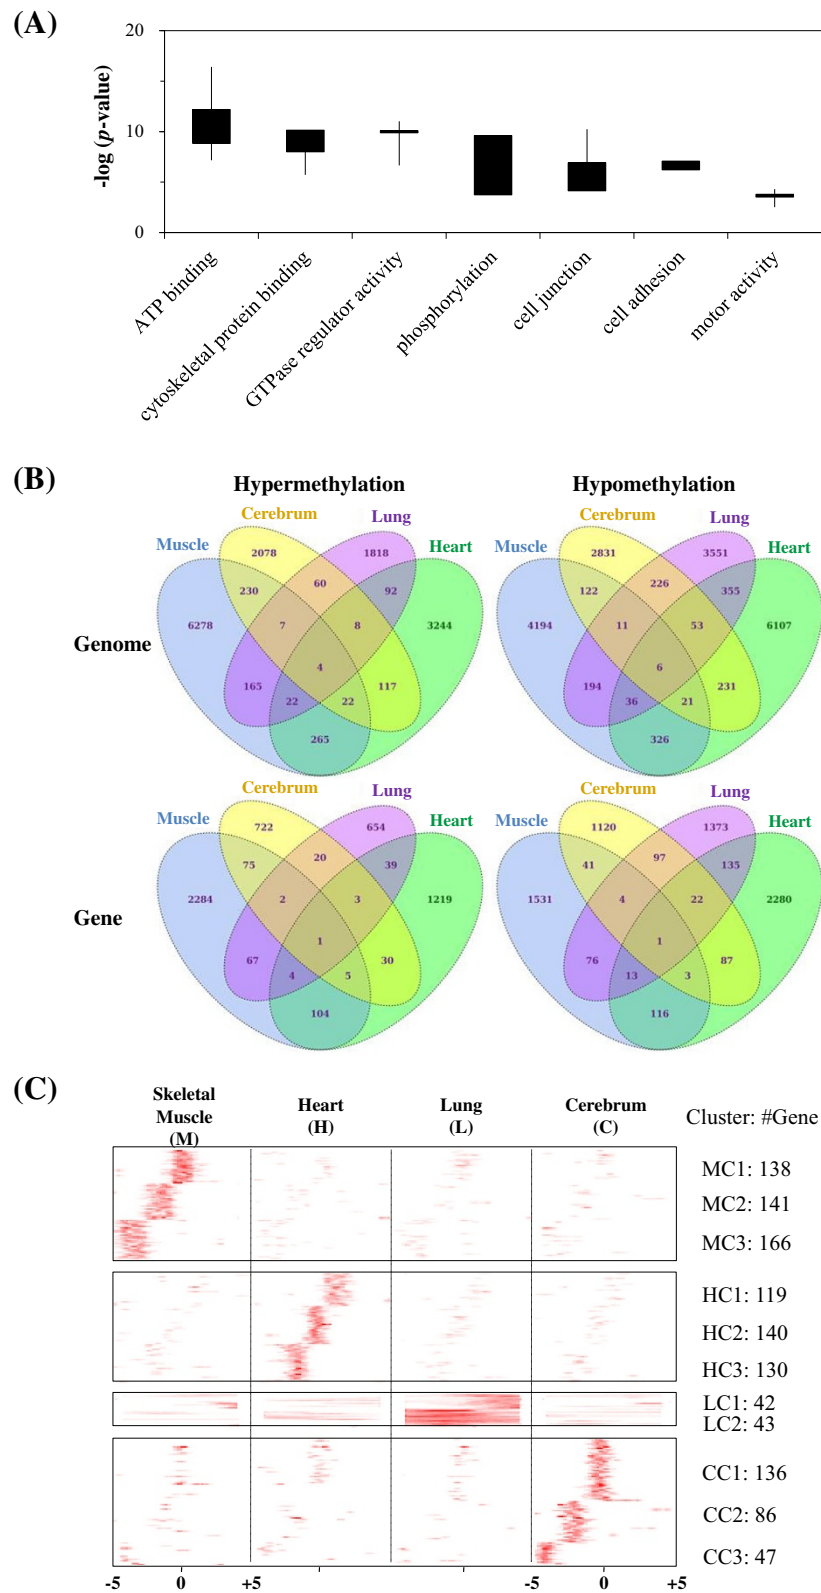 (A)
20
10
0
-log (p-value)
ATP binding
cytoskeletal protein binding
GTPase regulator activity
phosphorylation
cell junction
cell adhesion
motor activity
(B)
Hypermethylation
Hypomethylation
Genome
Muscle
Cerebrum
Lung
Heart
2078
1818
230
60
92
6278
7
8
3244
4
165
22
22
117
265
Muscle
Cerebrum
Lung
Heart
2831
3551
122
226
355
4194
11
53
6107
6
194
36
21
231
326
Gene
Muscle
Cerebrum
Lung
Heart
722
654
75
20
39
2284
2
3
1219
1
67
4
5
30
104
Muscle
Cerebrum
Lung
Heart
1120
1373
41
97
135
1531
4
22
2280
1
76
13
3
87
116
(C)
Skeletal
Muscle
(M)
Heart
(H)
Lung
(L)
Cerebrum
(C)
Cluster: #Gene
MC1: 138
MC2: 141
MC3: 166
HC1: 119
HC2: 140
HC3: 130
LC1: 42
LC2: 43
CC1: 136
CC2: 86
CC3: 47
-5 0 +5 -5 0 +5